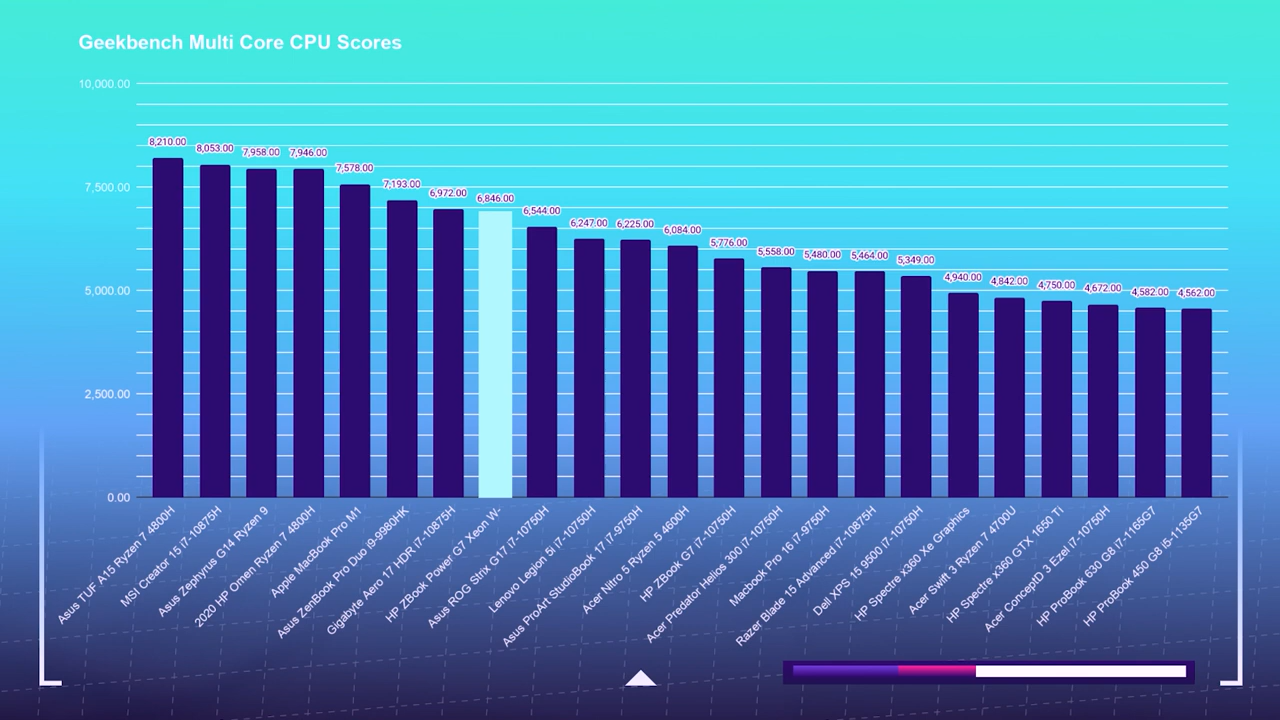 Geekbench Multi Core CPU Scores
10,000.00
7,500.00
5,000.00
2,500.00
0.00
8,210.00
8,053.00
7,958.00
7,946.00
7,578.00
7,193.00
6,972.00
6,846.00
6,544.00
6,247.00
6,225.00
6,084.00
5,776.00
5,558.00
5,480.00
5,464.00
5,349.00
4,940.00
4,842.00
4,750.00
4,672.00
4,582.00
4,562.00
Asus TUF A15 Ryzen 7 4800H
MSI Creator 15 i7-10875H
Asus Zephyrus G14 Ryzen 9
2020 HP Omen Ryzen 7 4800H
Apple MacBook Pro M1
Asus ZenBook Pro Duo i9-9980HK
Gigabyte Aero 17 HDR i7-10875H
HP ZBook Power G7 Xeon W-
Asus ROG Strix G17 i7-10750H
Lenovo Legion 5i i7-10750H
Asus ProArt StudioBook 17 i7-9750H
Acer Nitro 5 Ryzen 5 4600H
HP ZBook G7 i7-10750H
Acer Predator Helios 300 i7-10750H
Macbook Pro 16 i7-9750H
Razer Blade 15 Advanced i7-10875H
Dell XPS 15 9500 i7-10750H
HP Spectre x360 Xe Graphics
Acer Swift 3 Ryzen 7 4700U
HP Spectre x360 GTX 1650 Ti
Acer ConceptD 3 Ezel i7-10750H
HP ProBook 630 G8 i7-1165G7
HP ProBook 450 G8 i5-1135G7